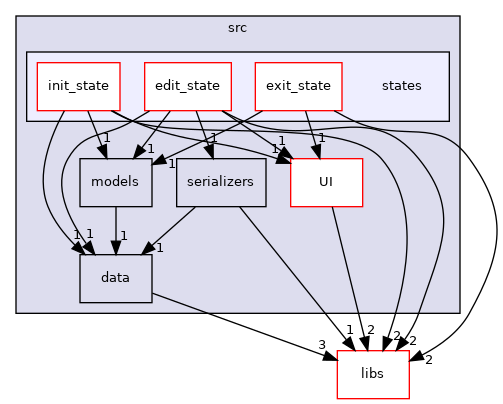 src
init_state
edit_state
exit_state
states
1
1
1
1
1
1
1
models
serializers
UI
1
1
1
1
data
1
2
2
2
3
2
libs